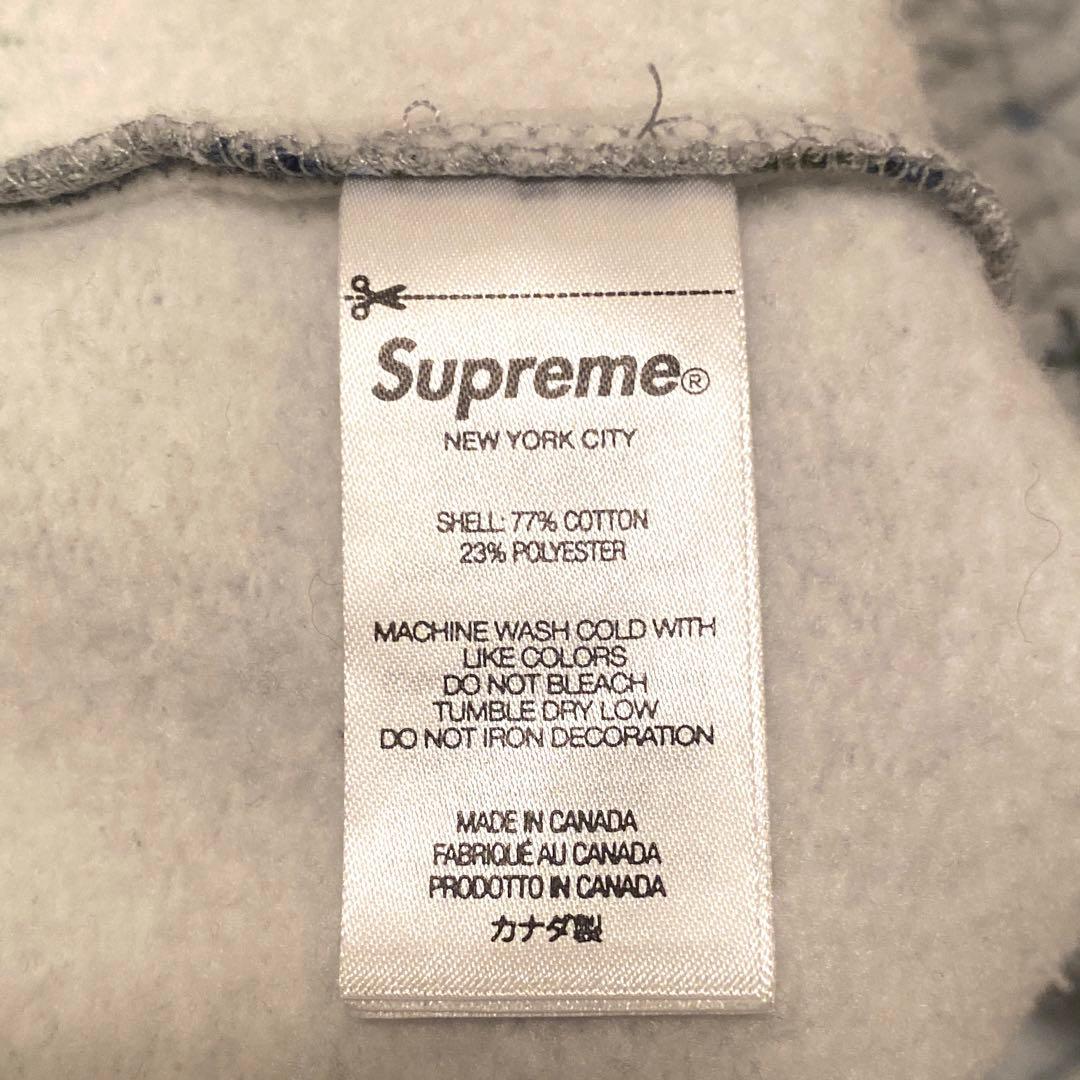 Supreme®
NEW YORK CITY
SHELL: 77% COTTON
23% POLYESTER
MACHINE WASH COLD WITH
LIKE COLORS
DO NOT BLEACH
TUMBLE DRY LOW
DO NOT IRON DECORATION
MADE IN CANADA
FABRIQUÉ AU CANADA
PRODOTTO IN CANADA
カナダ製